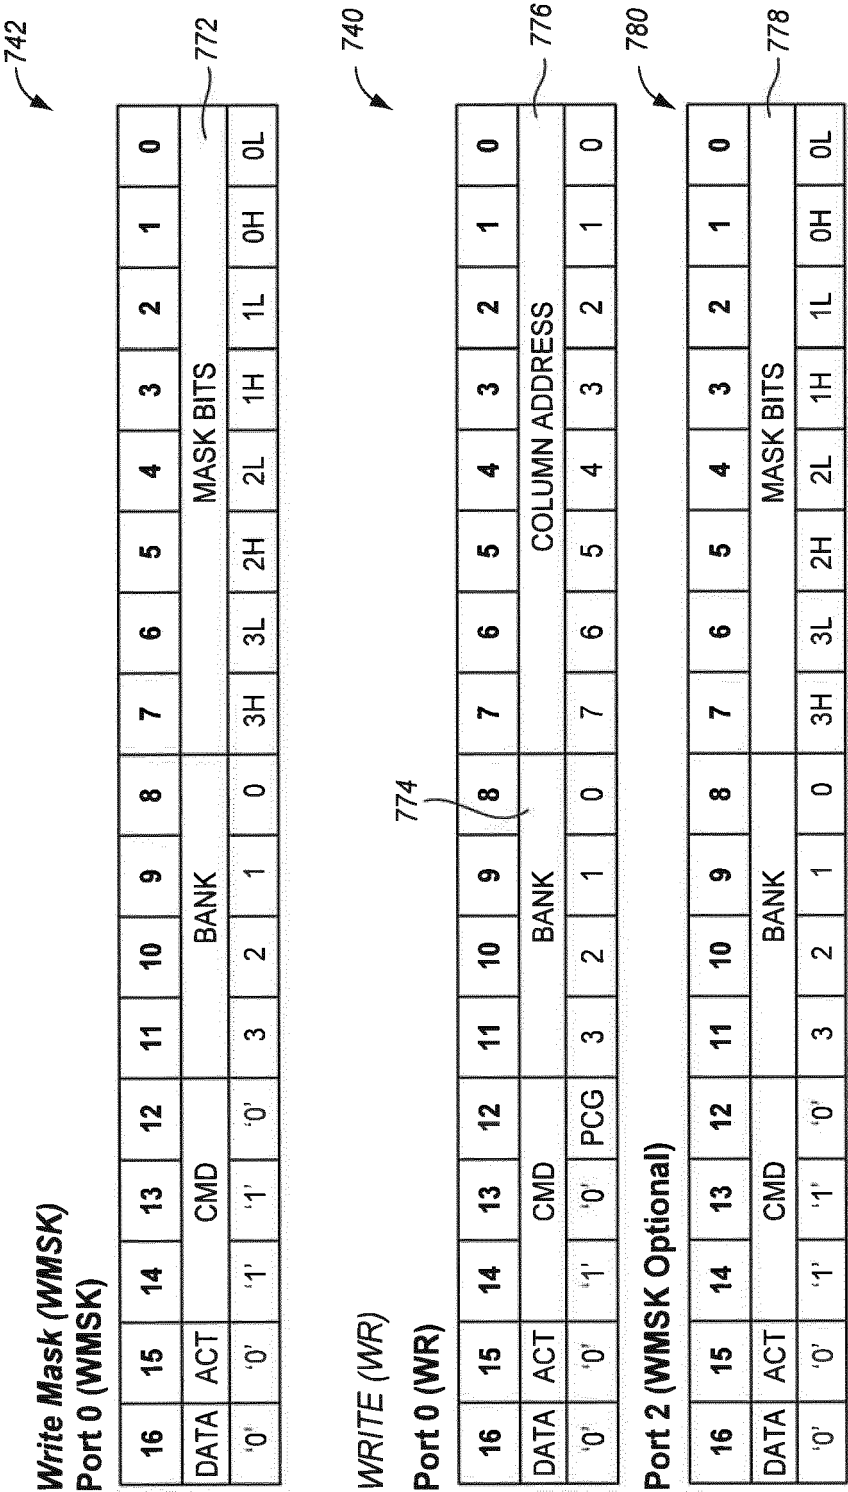 Write Mask (WMSK)
Port 0 (WMSK)
742
16 15 14 13 12 11 10 9 8 7 6 5 4 3 2 1 0
DATA ACT CMD BANK MASK BITS
772
'0' '0' '1' '1' '0' 3 2 1 0 3H 3L 2H 2L 1H 1L 0H 0L
WRITE (WR)
740
Port 0 (WR)
774
16 15 14 13 12 11 10 9 8 7 6 5 4 3 2 1 0
DATA ACT CMD BANK COLUMN ADDRESS
776
'0' '0' '1' '0' PCG 3 2 1 0 7 6 5 4 3 2 1 0
Port 2 (WMSK Optional)
780
16 15 14 13 12 11 10 9 8 7 6 5 4 3 2 1 0
DATA ACT CMD BANK MASK BITS
778
'0' '0' '1' '1' '0' 3 2 1 0 3H 3L 2H 2L 1H 1L 0H 0L